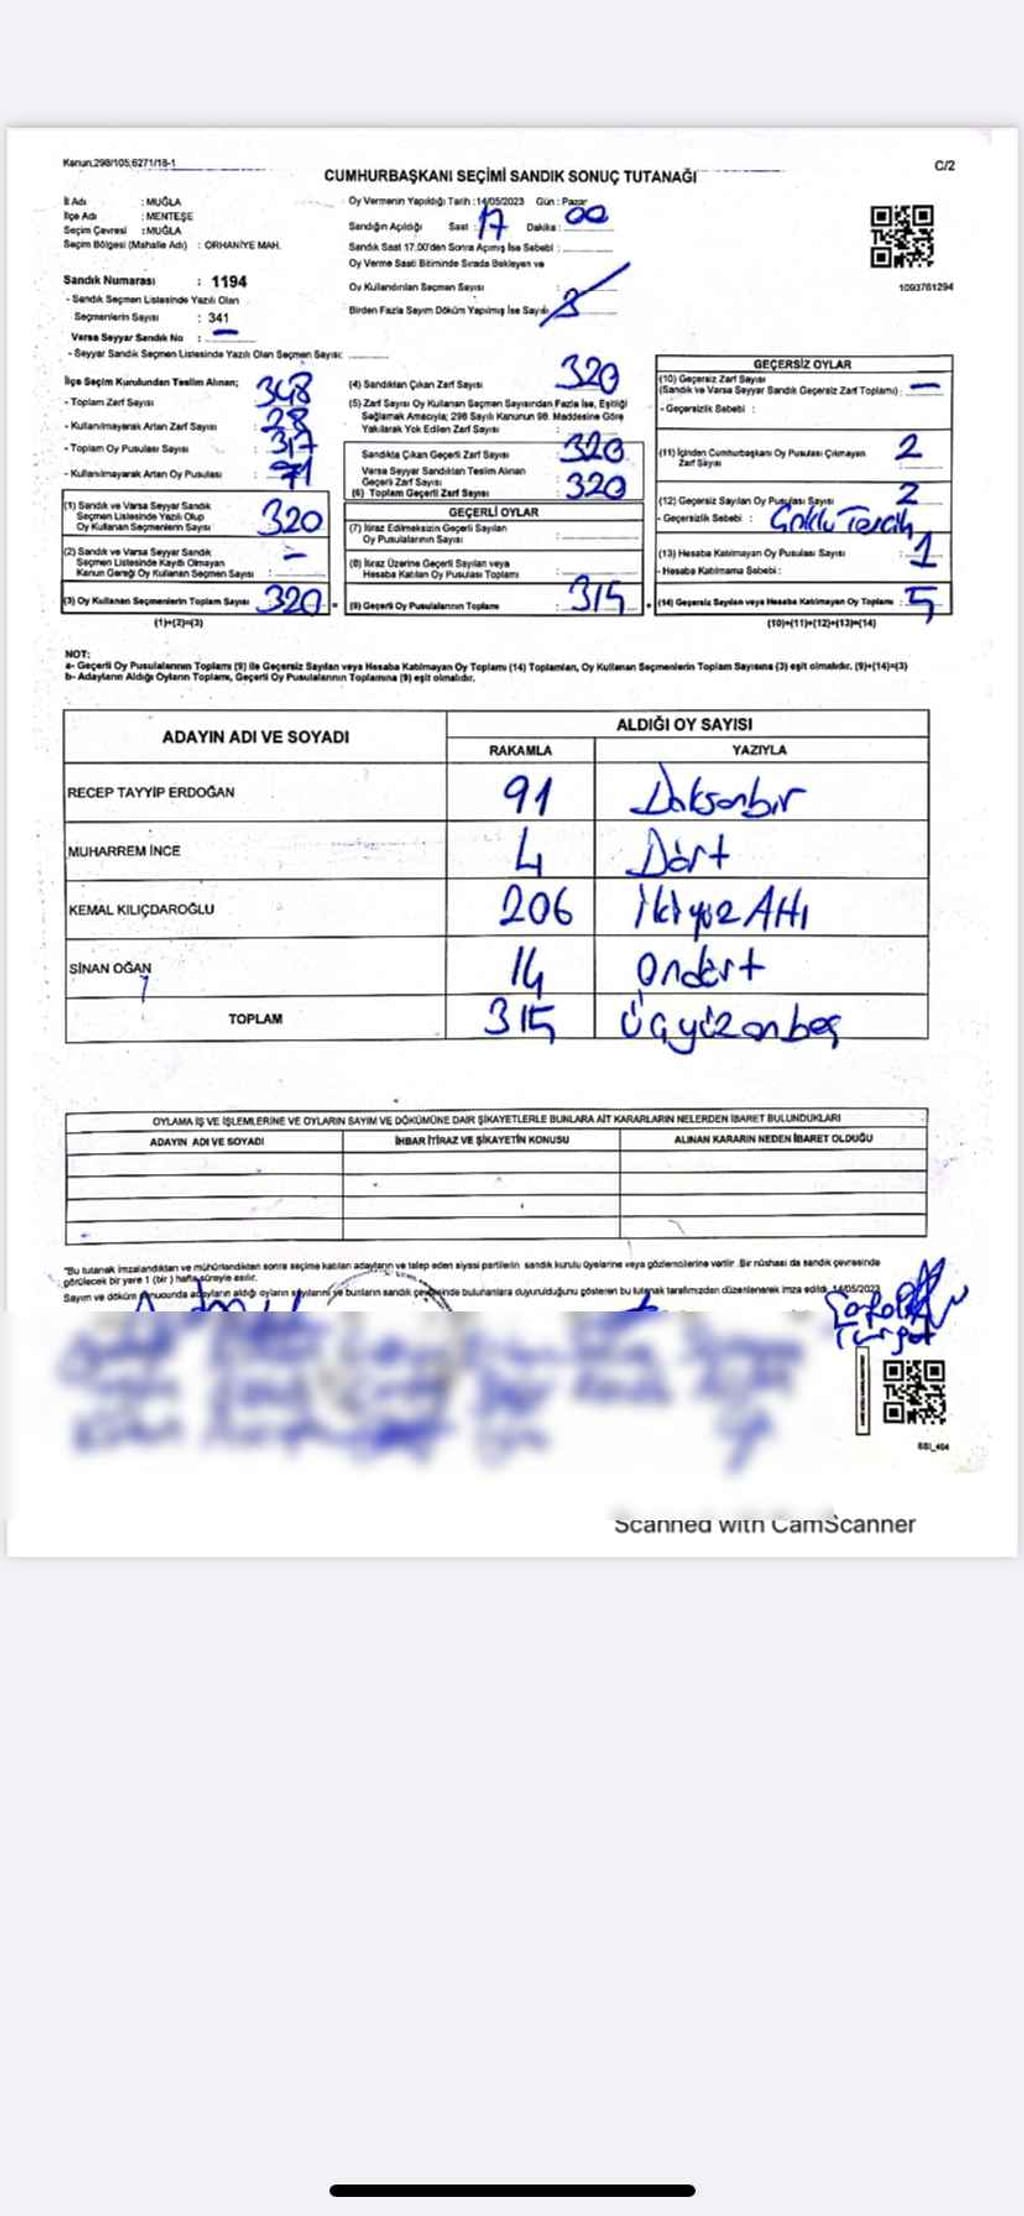 Kanun.298/105;6271/18-1
C/2
CUMHURBAŞKANI SEÇİMİ SANDIK SONUÇ TUTANAĞI
İl Adı : MUĞLA
İlçe Adı : MENTEŞE
Seçim Çevresi : MUĞLA
Seçim Bölgesi (Mahalle Adı) : ORHANİYE MAH.
Sandık Numarası : 1194
- Sandık Seçmen Listesinde Yazılı Olan
Seçmenlerin Sayısı : 341
Varsa Seyyar Sandık No : —
- Seyyar Sandık Seçmen Listesinde Yazılı Olan Seçmen Sayısı:
Oy Vermenin Yapıldığı Tarih : 14/05/2023 Gün : Pazar
Sandığın Açıldığı Saat : 17 Dakika : 00
Sandık Saat 17.00'den Sonra Açılmış İse Sebebi :
Oy Verme Saati Bitiminde Sırada Bekleyen ve
Oy Kullandırılan Seçmen Sayısı :
Birden Fazla Sayım Döküm Yapılmış İse Sayısı :
1093761294
İlçe Seçim Kurulundan Teslim Alınan;
- Toplam Zarf Sayısı : 348
- Kullanılmayarak Artan Zarf Sayısı : 28
- Toplam Oy Pusulası Sayısı
- Kullanılmayarak Artan Oy Pusulası : 71
(1) Sandık ve Varsa Seyyar Sandık
Seçmen Listesinde Yazılı Olup
Oy Kullanan Seçmenlerin Sayısı : 320
(2) Sandık ve Varsa Seyyar Sandık
Seçmen Listesinde Kayıtlı Olmayan
Kanun Gereği Oy Kullanan Seçmen Sayısı : —
(3) Oy Kullanan Seçmenlerin Toplam Sayısı : 320
(1)+(2)=(3)
(4) Sandıktan Çıkan Zarf Sayısı : 320
(5) Zarf Sayısı Oy Kullanan Seçmen Sayısından Fazla İse, Eşitliği
Sağlamak Amacıyla; 298 Sayılı Kanunun 98. Maddesine Göre
Yakılarak Yok Edilen Zarf Sayısı :
Sandıkta Çıkan Geçerli Zarf Sayısı : 320
Varsa Seyyar Sandıktan Teslim Alınan
Geçerli Zarf Sayısı :
(6) Toplam Geçerli Zarf Sayısı : 320
GEÇERLİ OYLAR
(7) İtiraz Edilmeksizin Geçerli Sayılan
Oy Pusulalarının Sayısı :
(8) İtiraz Üzerine Geçerli Sayılan veya
Hesaba Katılan Oy Pusulası Toplamı :
(9) Geçerli Oy Pusulalarının Toplamı : 315
GEÇERSİZ OYLAR
(10) Geçersiz Zarf Sayısı
(Sandık ve Varsa Seyyar Sandık Geçersiz Zarf Toplamı) : —
- Geçersizlik Sebebi :
(11) İçinden Cumhurbaşkanı Oy Pusulası Çıkmayan
Zarf Sayısı : 2
(12) Geçersiz Sayılan Oy Pusulası Sayısı : 2
- Geçersizlik Sebebi : Çoklu Tercih
(13) Hesaba Katılmayan Oy Pusulası Sayısı : 1
- Hesaba Katılmama Sebebi :
(14) Geçersiz Sayılan veya Hesaba Katılmayan Oy Toplamı : 5
(10)+(11)+(12)+(13)=(14)
NOT:
a- Geçerli Oy Pusulalarının Toplamı (9) ile Geçersiz Sayılan veya Hesaba Katılmayan Oy Toplamı (14) Toplamları, Oy Kullanan Seçmenlerin Toplam Sayısına (3) eşit olmalıdır. (9)+(14)=(3)
b- Adayların Aldığı Oyların Toplamı, Geçerli Oy Pusulalarının Toplamına (9) eşit olmalıdır.
ADAYIN ADI VE SOYADI
ALDIĞI OY SAYISI
RAKAMLA YAZIYLA
RECEP TAYYİP ERDOĞAN 91 Doksanbir
MUHARREM İNCE 4 Dört
KEMAL KILIÇDAROĞLU 206 İkiyüz Altı
SİNAN OĞAN 14 Ondört
TOPLAM 315 Üçyüzonbeş
OYLAMA İŞ VE İŞLEMLERİNE VE OYLARIN SAYIM VE DÖKÜMÜNE DAİR ŞİKAYETLERLE BUNLARA AİT KARARLARIN NELERDEN İBARET BULUNDUKLARI
ADAYIN ADI VE SOYADI İHBAR İTİRAZ VE ŞİKAYETİN KONUSU ALINAN KARARIN NEDEN İBARET OLDUĞU
"Bu tutanak imzalandıktan ve mühürlendikten sonra seçime katılan adayların ve talep eden siyasi partilerin sandık kurulu üyelerine veya gözlemcilerine verilir. Bir nüshası da sandık çevresinde
görülecek bir yere 1 (bir) hafta süreyle asılır.
Sayım ve döküm sonucunda adayların aldığı oyların sayılarını ve bunların sandık çevresinde bulunanlara duyurulduğunu gösteren bu tutanak tarafımızdan düzenlenerek imza edildi. 14/05/2023
Turgut
Scanned with CamScanner